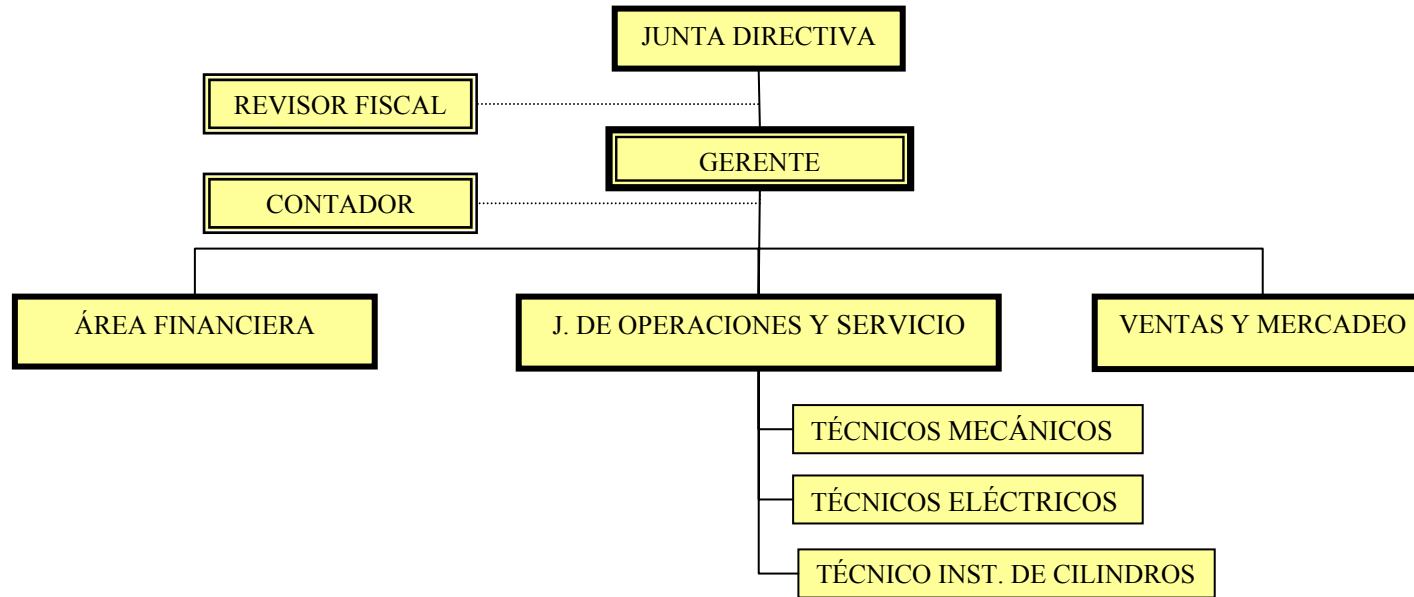 JUNTA DIRECTIVA
REVISOR FISCAL
GERENTE
CONTADOR
ÁREA FINANCIERA
J. DE OPERACIONES Y SERVICIO
VENTAS Y MERCADEO
TÉCNICOS MECÁNICOS
TÉCNICOS ELÉCTRICOS
TÉCNICO INST. DE CILINDROS